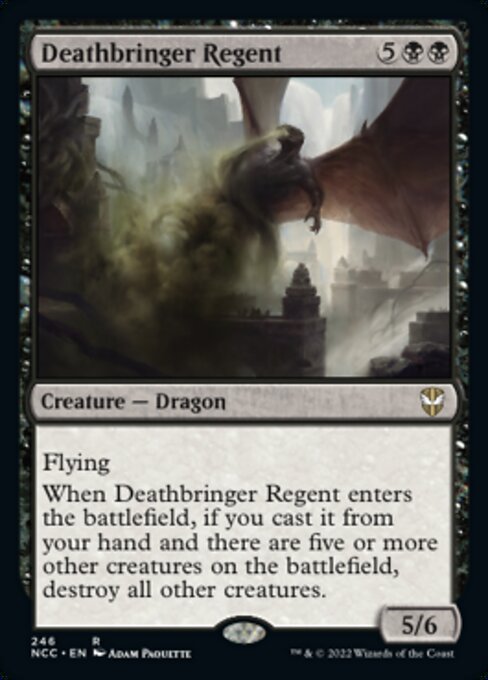 Deathbringer Regent 5
Creature — Dragon
Flying
When Deathbringer Regent enters
the battlefield, if you cast it from
your hand and there are five or more
other creatures on the battlefield,
destroy all other creatures.
5/6
246 R
NCC • EN Adam Paquette
™ & © 2022 Wizards of the Coast